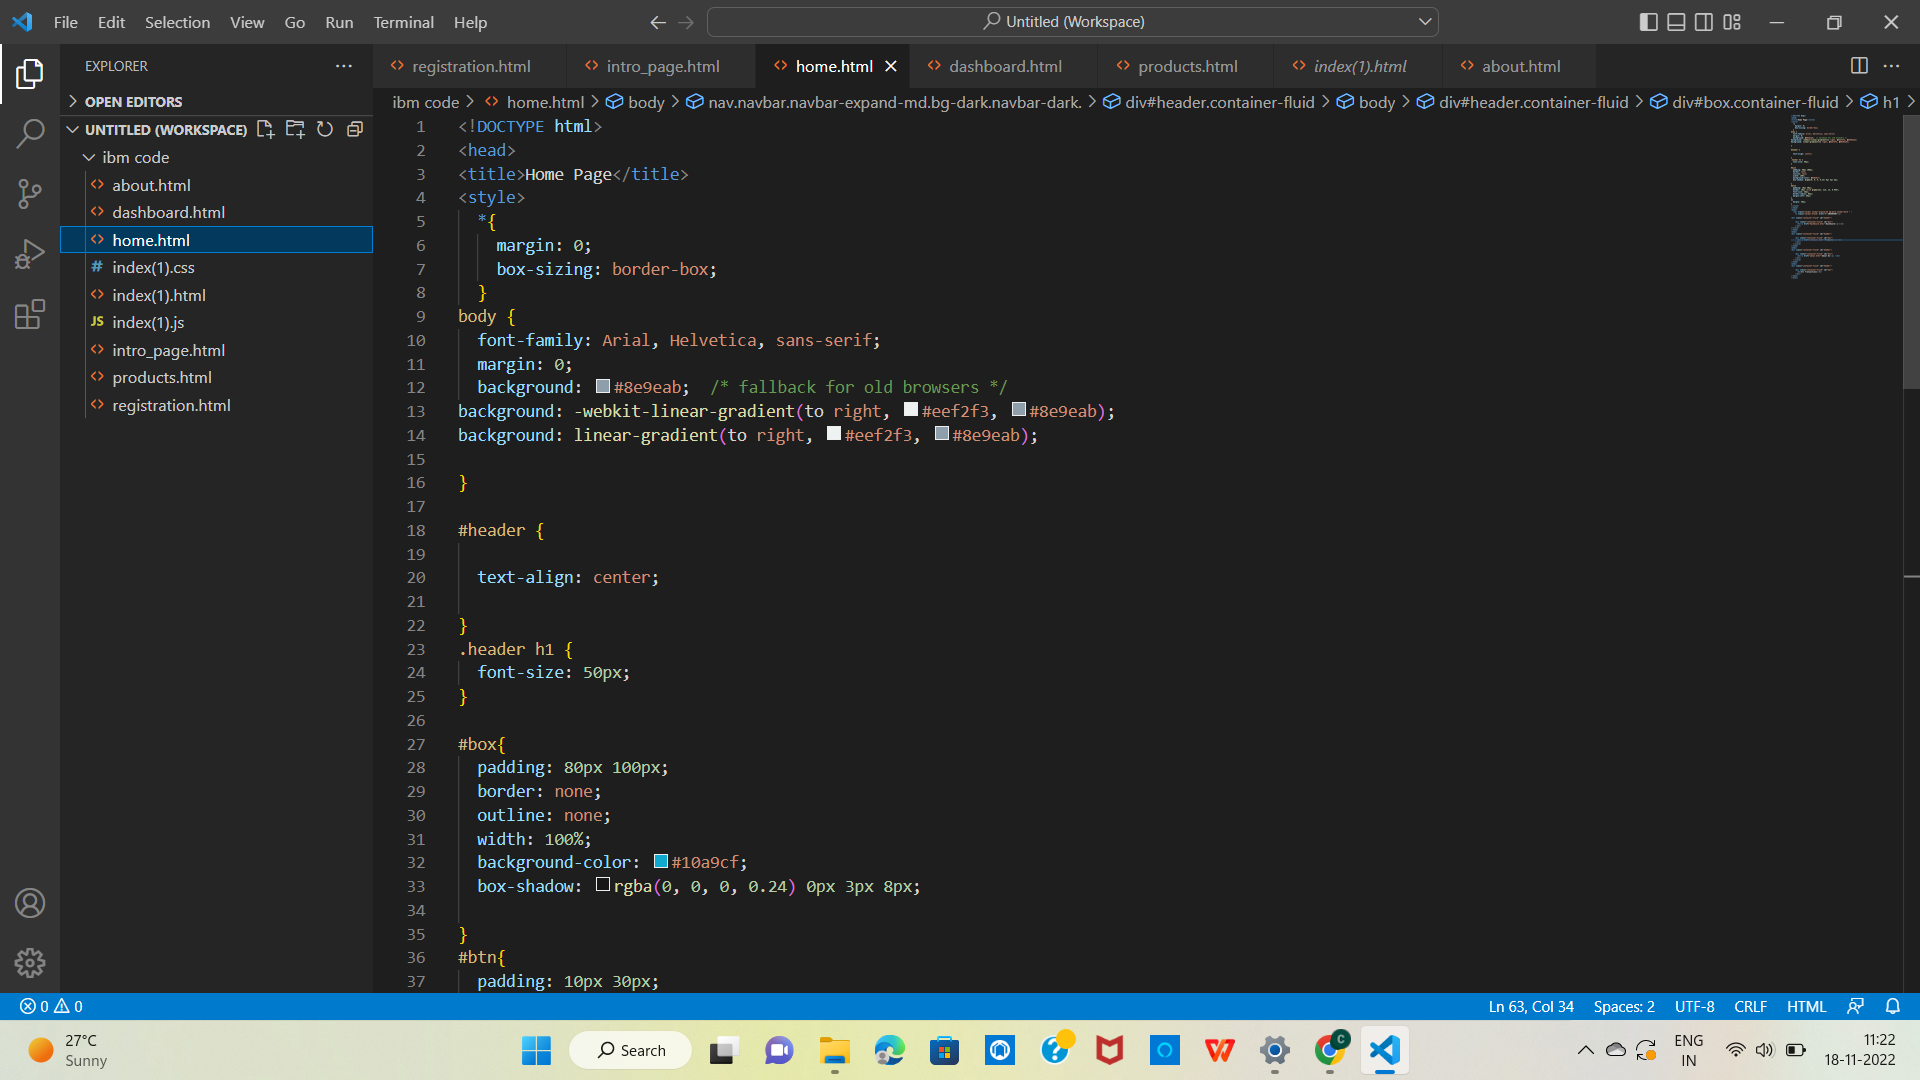 File Edit Selection View Go Run Terminal Help
Untitled (Workspace)
EXPLORER
registration.html intro_page.html home.html dashboard.html products.html index(1).html about.html
OPEN EDITORS
UNTITLED (WORKSPACE)
ibm code
about.html
dashboard.html
home.html
index(1).css
index(1).html
JS index(1).js
intro_page.html
products.html
registration.html
ibm code > home.html > body > nav.navbar.navbar-expand-md.bg-dark.navbar-dark. > div#header.container-fluid > body > div#header.container-fluid > div#box.container-fluid > h1 >
1 <!DOCTYPE html>
2 <head>
3 <title>Home Page</title>
4 <style>
5 *{
6 margin: 0;
7 box-sizing: border-box;
8 }
9 body {
10 font-family: Arial, Helvetica, sans-serif;
11 margin: 0;
12 background: #8e9eab; /* fallback for old browsers */
13 background: -webkit-linear-gradient(to right, #eef2f3, #8e9eab);
14 background: linear-gradient(to right, #eef2f3, #8e9eab);
15
16 }
17
18 #header {
19
20 text-align: center;
21
22 }
23 .header h1 {
24 font-size: 50px;
25 }
26
27 #box{
28 padding: 80px 100px;
29 border: none;
30 outline: none;
31 width: 100%;
32 background-color: #10a9cf;
33 box-shadow: rgba(0, 0, 0, 0.24) 0px 3px 8px;
34
35 }
36 #btn{
37 padding: 10px 30px;
0 0
Ln 63, Col 34 Spaces: 2 UTF-8 CRLF HTML
27°C
Sunny
Search
C
ENG
IN
11:22
18-11-2022